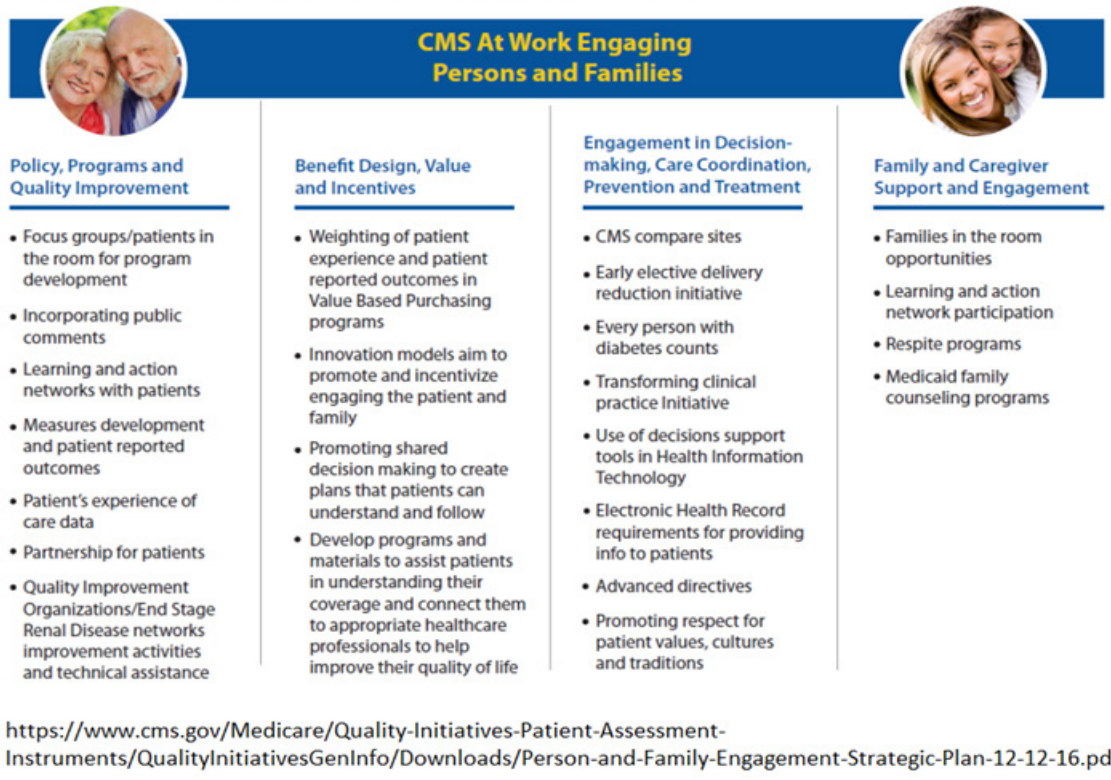 CMS At Work Engaging
Persons and Families
Policy, Programs and
Quality Improvement
• Focus groups/patients in
the room for program
development
• Incorporating public
comments
• Learning and action
networks with patients
• Measures development
and patient reported
outcomes
• Patient's experience of
care data
• Partnership for patients
• Quality Improvement
Organizations/End Stage
Renal Disease networks
improvement activities
and technical assistance
Benefit Design, Value
and Incentives
• Weighting of patient
experience and patient
reported outcomes in
Value Based Purchasing
programs
• Innovation models aim to
promote and incentivize
engaging the patient and
family
• Promoting shared
decision making to create
plans that patients can
understand and follow
• Develop programs and
materials to assist patients
in understanding their
coverage and connect them
to appropriate healthcare
professionals to help
improve their quality of life
Engagement in Decision-
making, Care Coordination,
Prevention and Treatment
• CMS compare sites
• Early elective delivery
reduction initiative
• Every person with
diabetes counts
• Transforming clinical
practice Initiative
• Use of decisions support
tools in Health Information
Technology
• Electronic Health Record
requirements for providing
info to patients
• Advanced directives
• Promoting respect for
patient values, cultures
and traditions
Family and Caregiver
Support and Engagement
• Families in the room
opportunities
• Learning and action
network participation
• Respite programs
• Medicaid family
counseling programs
https://www.cms.gov/Medicare/Quality-Initiatives-Patient-Assessment-
Instruments/QualityInitiativesGenInfo/Downloads/Person-and-Family-Engagement-Strategic-Plan-12-12-16.pd